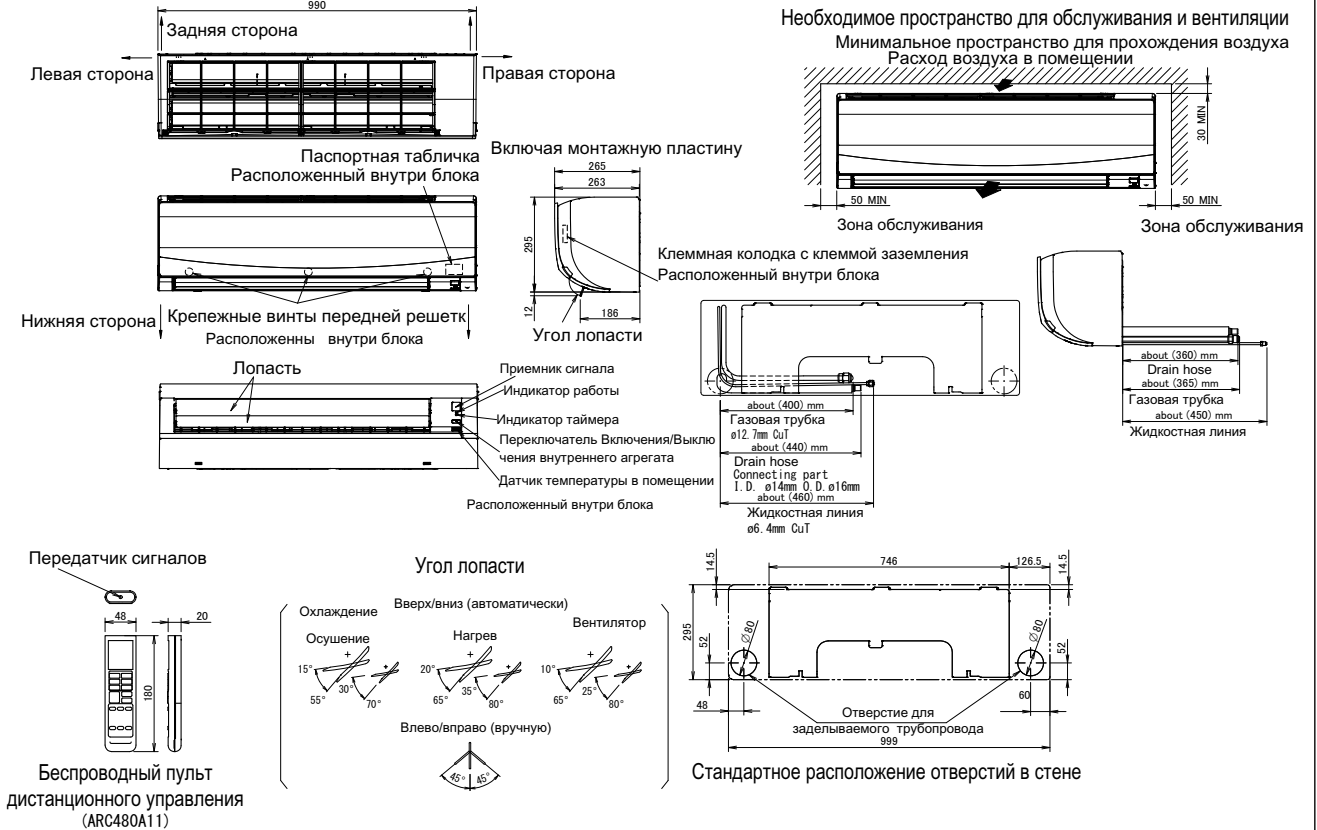 990
Задняя сторона
Левая сторона
Правая сторона
Паспортная табличка
Расположенный внутри блока
Включая монтажную пластину
265
263
295
12
186
Угол лопасти
Клеммная колодка с клеммой заземления
Расположенный внутри блока
Нижняя сторона
Крепежные винты передней решетк
Расположенны внутри блока
Необходимое пространство для обслуживания и вентиляции
Минимальное пространство для прохождения воздуха
Расход воздуха в помещении
30 MIN
50 MIN
50 MIN
Зона обслуживания
Зона обслуживания
Лопасть
Приемник сигнала
Индикатор работы
Индикатор таймера
Переключатель Включения/Выклю
чения внутреннего агрегата
Датчик температуры в помещении
Расположенный внутри блока
about (400) mm
Газовая трубка
ø12.7mm CuT
about (440) mm
Drain hose
Connecting part
I.D. ø14mm O.D.ø16mm
about (460) mm
Жидкостная линия
ø6.4mm CuT
about (360) mm
Drain hose
about (365) mm
Газовая трубка
about (450) mm
Жидкостная линия
Передатчик сигналов
48
20
180
Беспроводный пульт
дистанционного управления
(ARC480A11)
Угол лопасти
Вверх/вниз (автоматически)
Охлаждение
Осушение
15°
55°
30°
70°
Нагрев
20°
65°
35°
80°
Вентилятор
10°
65°
25°
80°
Влево/вправо (вручную)
45°
45°
14.5
746
126.5
14.5
295
52
Ø80
Ø80
52
48
60
Отверстие для
заделываемого трубопровода
999
Стандартное расположение отверстий в стене